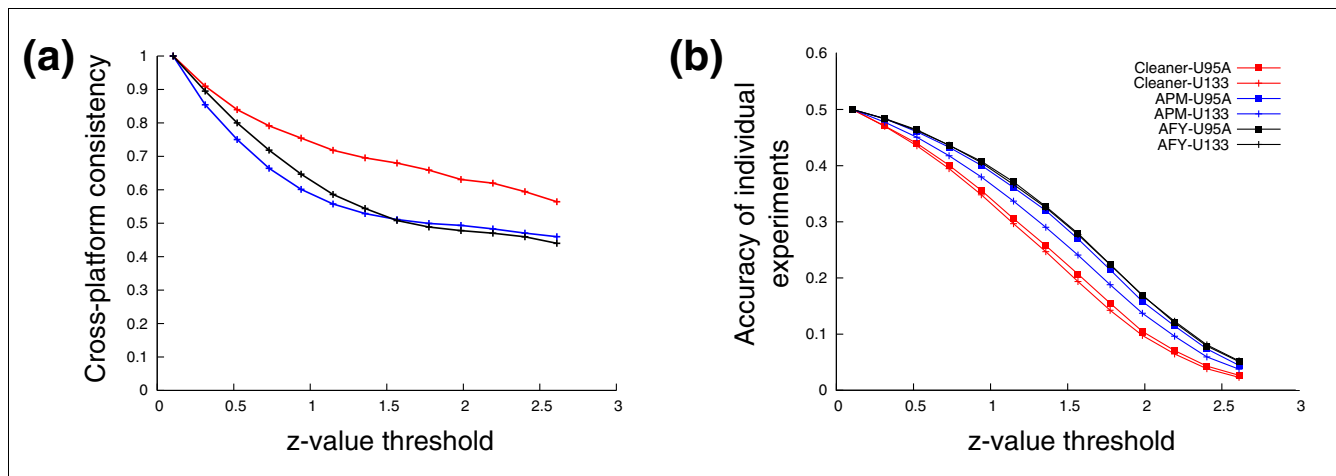 (a)
Cross-platform consistency
1
0.9
0.8
0.7
0.6
0.5
0.4
0.3
0.2
0.1
0
0
0.5
1
1.5
2
2.5
3
z-value threshold
(b)
Accuracy of individual
experiments
0.6
0.5
0.4
0.3
0.2
0.1
0
0
0.5
1
1.5
2
2.5
3
z-value threshold
Cleaner-U95A
Cleaner-U133
APM-U95A
APM-U133
AFY-U95A
AFY-U133